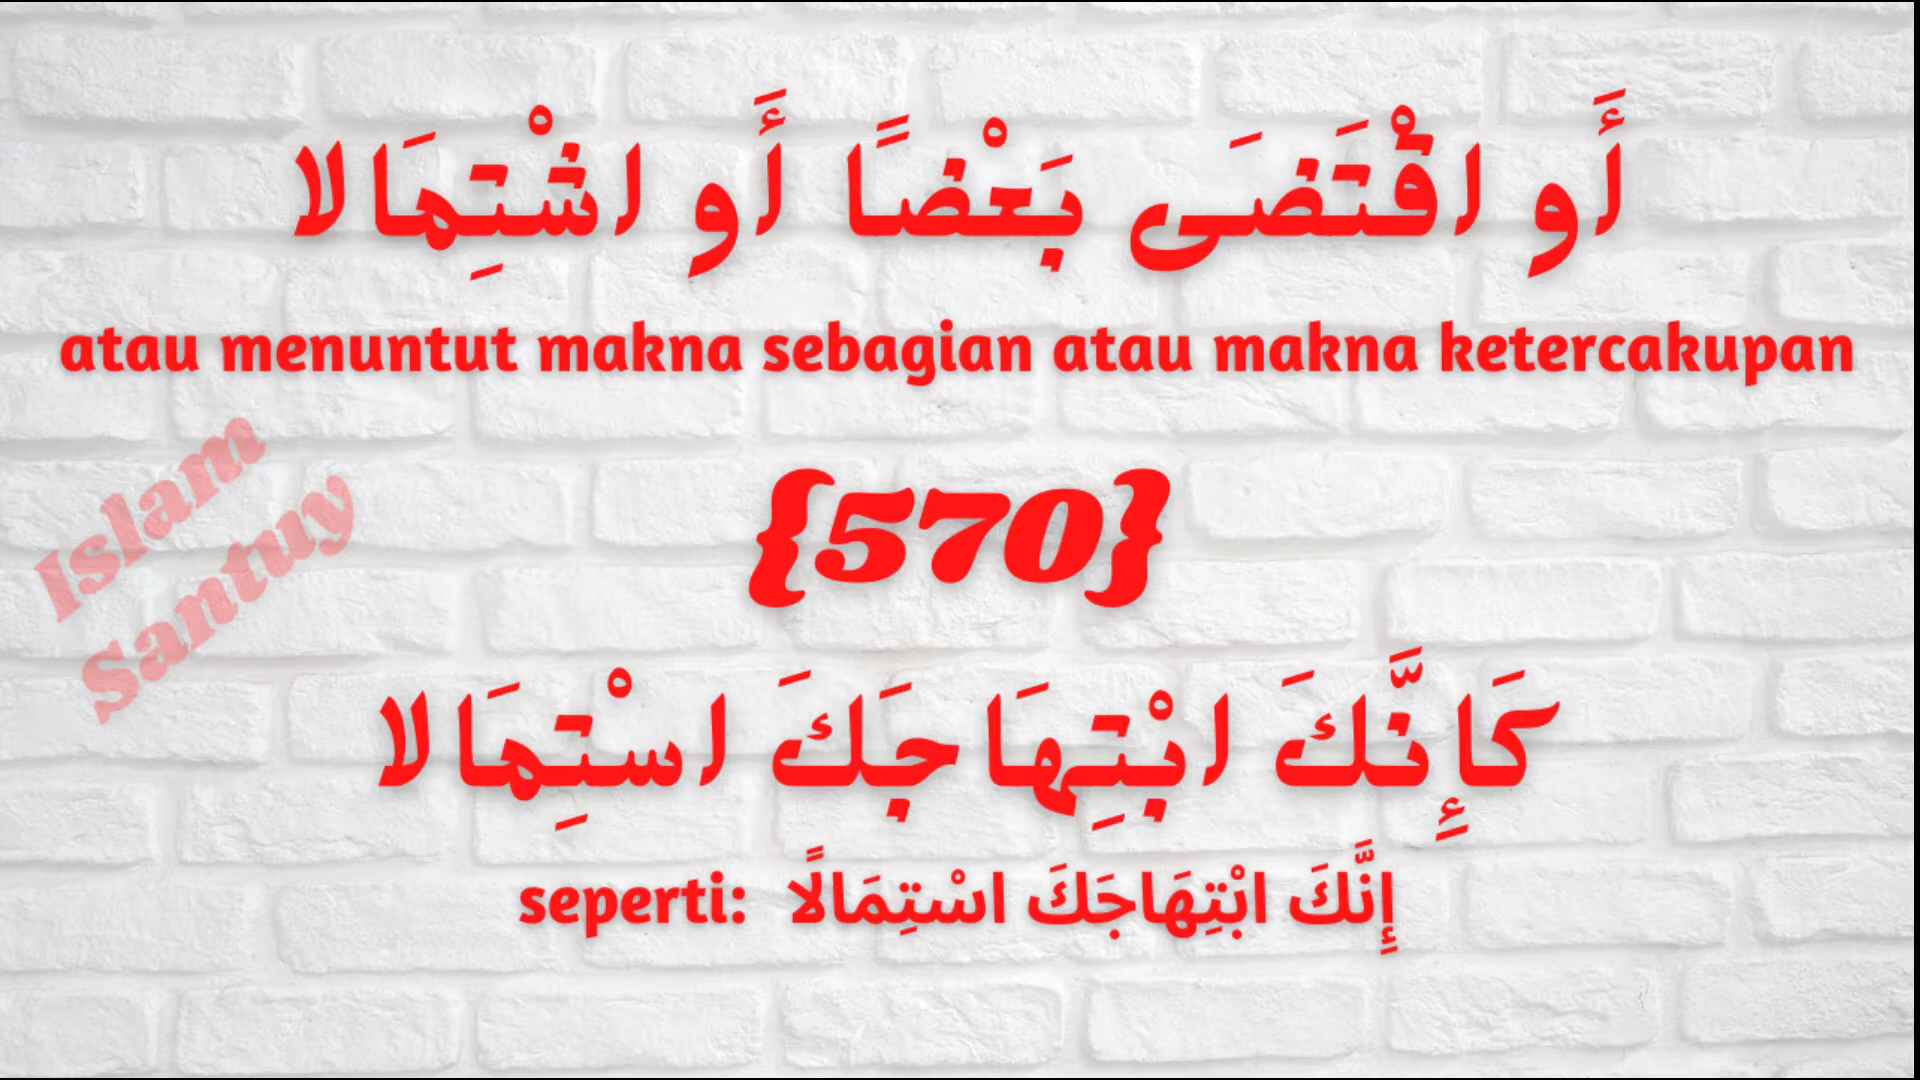 أَو اقْتَضَى بَعْضًا أَو اشْتِمَالا
atau menuntut makna sebagian atau makna ketercakupan
Islam
Santuy
{570}
كَإِنَّكَ ابْتِهَاجَكَ اسْتِمَالا
seperti: إِنَّكَ ابْتِهَاجَكَ اسْتِمَالًا